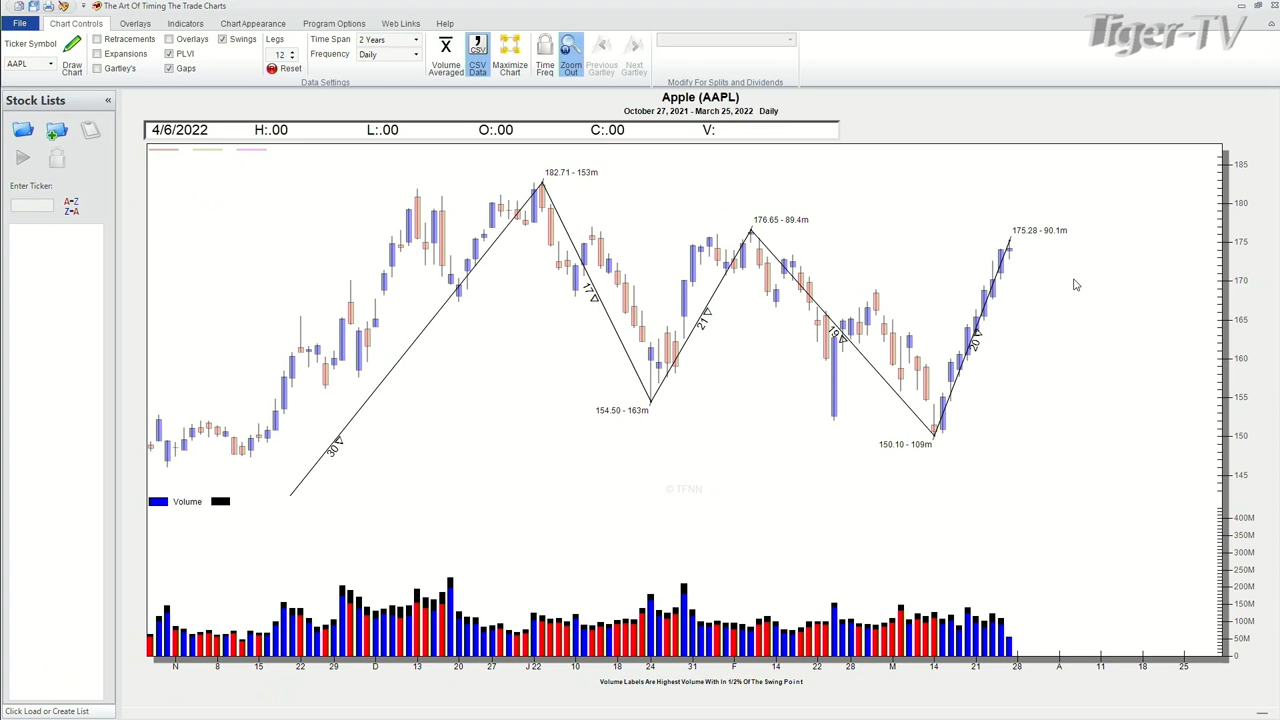 The Art Of Timing The Trade Charts
Tiger-TV
File Chart Controls Overlays Indicators Chart Appearance Program Options Web Links Help
Ticker Symbol
AAPL
Draw Chart
Retracements Overlays Swings
Expansions PLVI
Gartley's Gaps
Legs
12
Reset
Time Span 2 Years
Frequency Daily
Data Settings
Volume Averaged
CSV Data
Maximize Chart
Time Freq
Zoom Out
Previous Gartley
Next Gartley
Modify For Splits and Dividends
Stock Lists «
Enter Ticker:
A-Z
Z-A
Click Load or Create List
Apple (AAPL)
October 27, 2021 - March 25, 2022 Daily
4/6/2022 H:.00 L:.00 O:.00 C:.00 V:
182.71 - 153m
176.65 - 89.4m
175.28 - 90.1m
154.50 - 163m
150.10 - 109m
30
17
21
19
20
185
180
175
170
165
160
155
150
145
© TFNN
Volume
400M
350M
300M
250M
200M
150M
100M
50M
0
N 8 15 22 29 D 13 20 27 J 22 10 18 24 31 F 14 22 28 M 14 21 28 A 11 18 25
Volume Labels Are Highest Volume With In 1/2% Of The Swing Point